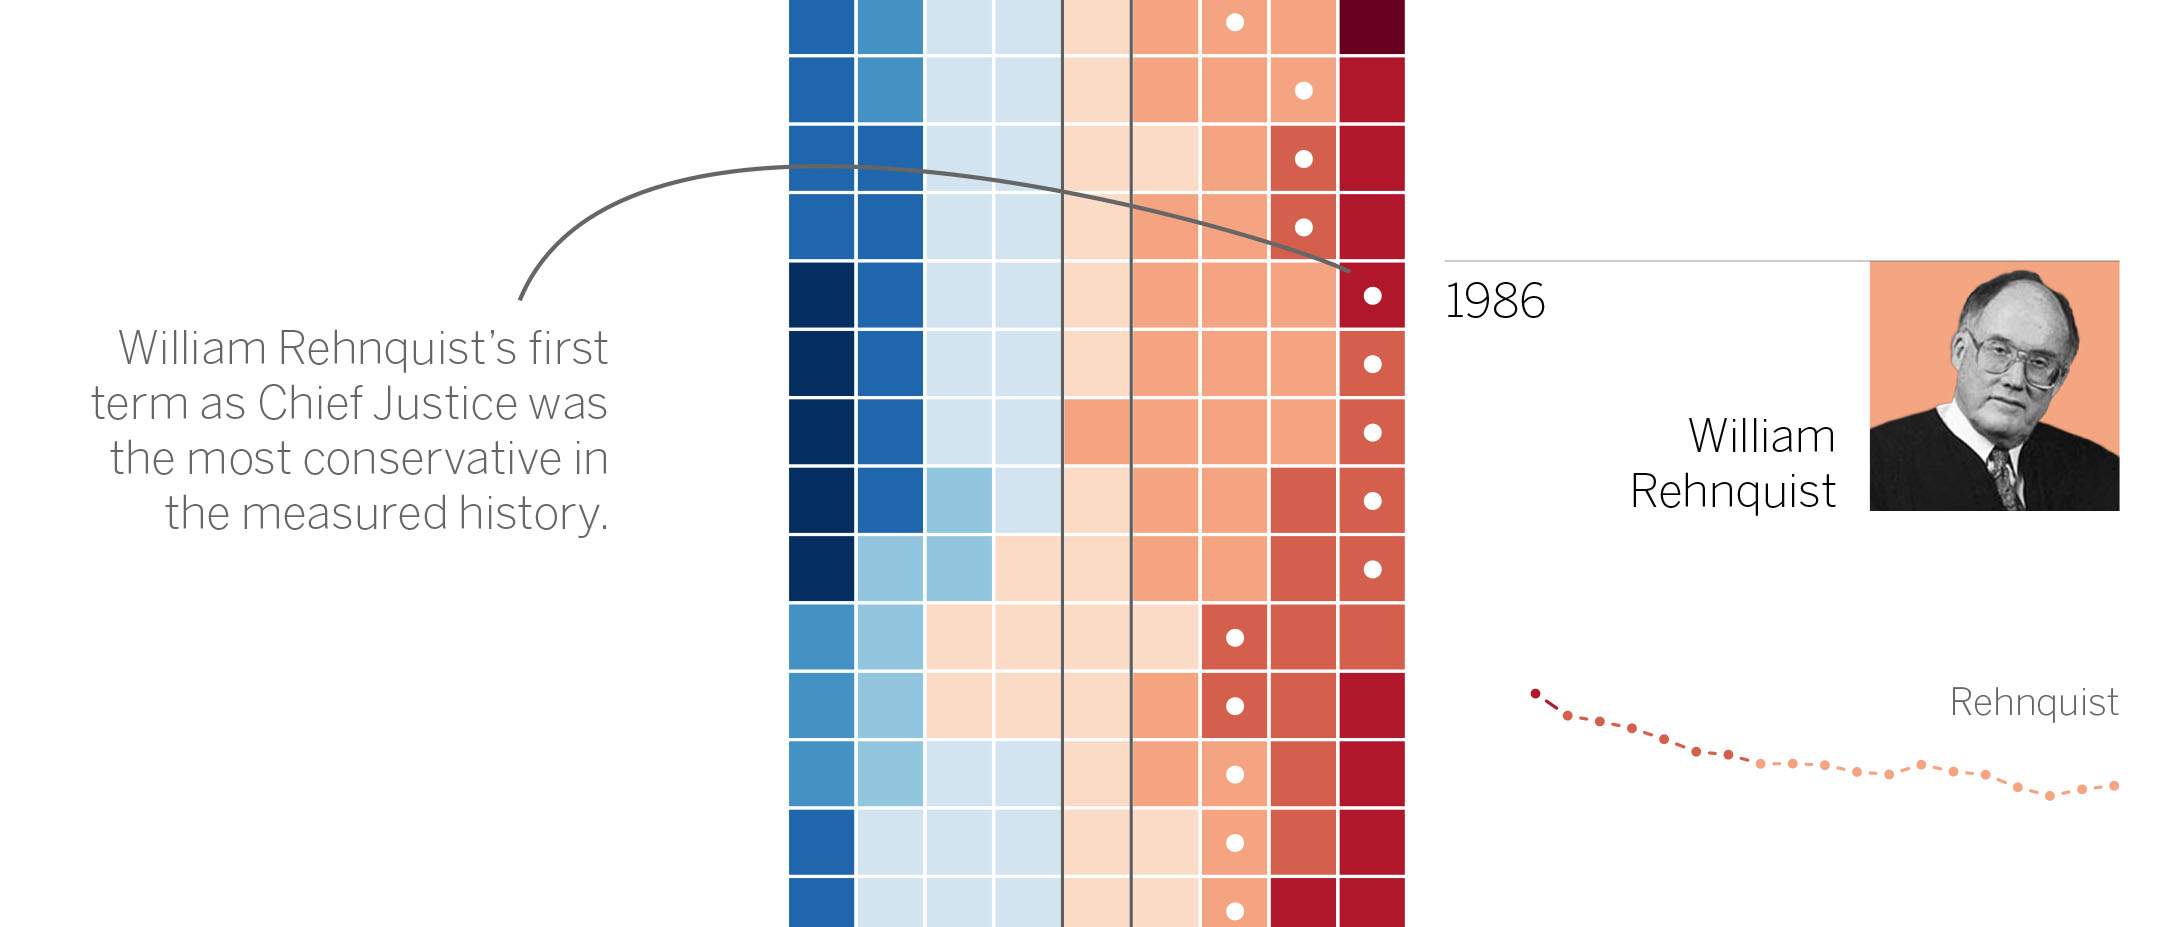 William Rehnquist’s first
term as Chief Justice was
the most conservative in
the measured history.
1986
William
Rehnquist
Rehnquist